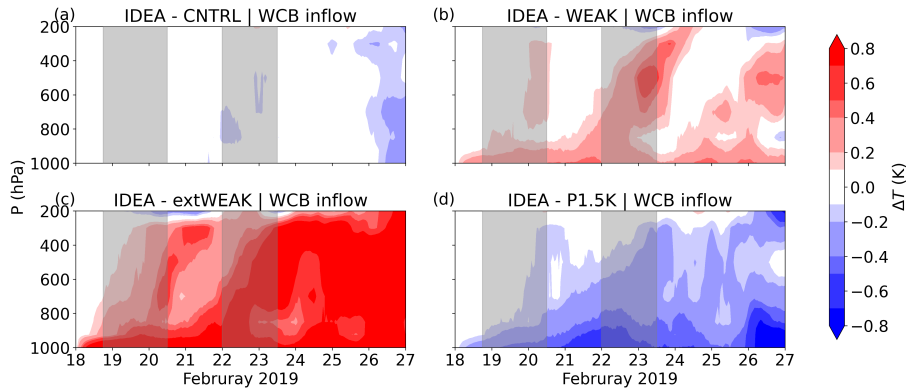 (a) IDEA - CNTRL | WCB inflow
(b) IDEA - WEAK | WCB inflow
200
400
600
800
1000
P (hPa)
(c) IDEA - extWEAK | WCB inflow
(d) IDEA - P1.5K | WCB inflow
200
400
600
800
1000
18 19 20 21 22 23 24 25 26 27
18 19 20 21 22 23 24 25 26 27
Februray 2019
Februray 2019
0.8
0.6
0.4
0.2
0.0
−0.2
−0.4
−0.6
−0.8
ΔT (K)